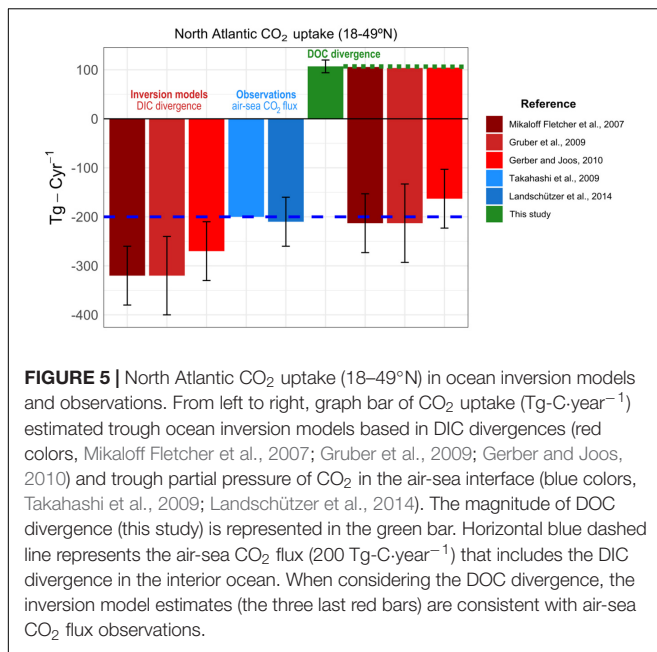 North Atlantic CO2 uptake (18-49ºN)
DOC divergence
Inversion models
DIC divergence
Observations
air-sea CO2 flux
100
0
-100
-200
-300
-400
Tg – Cyr−1
Reference
Mikaloff Fletcher et al., 2007
Gruber et al., 2009
Gerber and Joos, 2010
Takahashi et al., 2009
Landschützer et al., 2014
This study
FIGURE 5 | North Atlantic CO2 uptake (18–49°N) in ocean inversion models
and observations. From left to right, graph bar of CO2 uptake (Tg-C·year−1)
estimated trough ocean inversion models based in DIC divergences (red
colors, Mikaloff Fletcher et al., 2007; Gruber et al., 2009; Gerber and Joos,
2010) and trough partial pressure of CO2 in the air-sea interface (blue colors,
Takahashi et al., 2009; Landschützer et al., 2014). The magnitude of DOC
divergence (this study) is represented in the green bar. Horizontal blue dashed
line represents the air-sea CO2 flux (200 Tg-C·year−1) that includes the DIC
divergence in the interior ocean. When considering the DOC divergence, the
inversion model estimates (the three last red bars) are consistent with air-sea
CO2 flux observations.